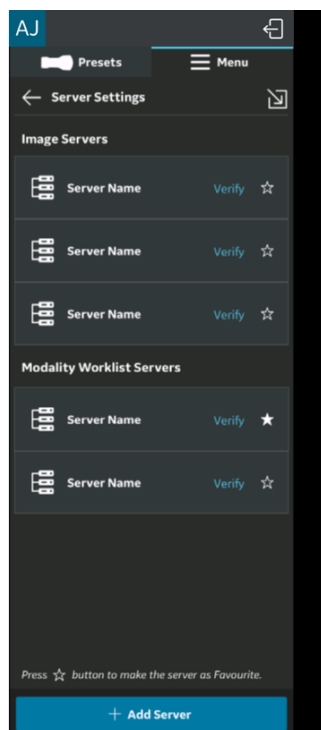 AJ
Presets
Menu
Server Settings
Image Servers
Server Name Verify
Server Name Verify
Server Name Verify
Modality Worklist Servers
Server Name Verify
Server Name Verify
Press ☆ button to make the server as Favourite.
+ Add Server